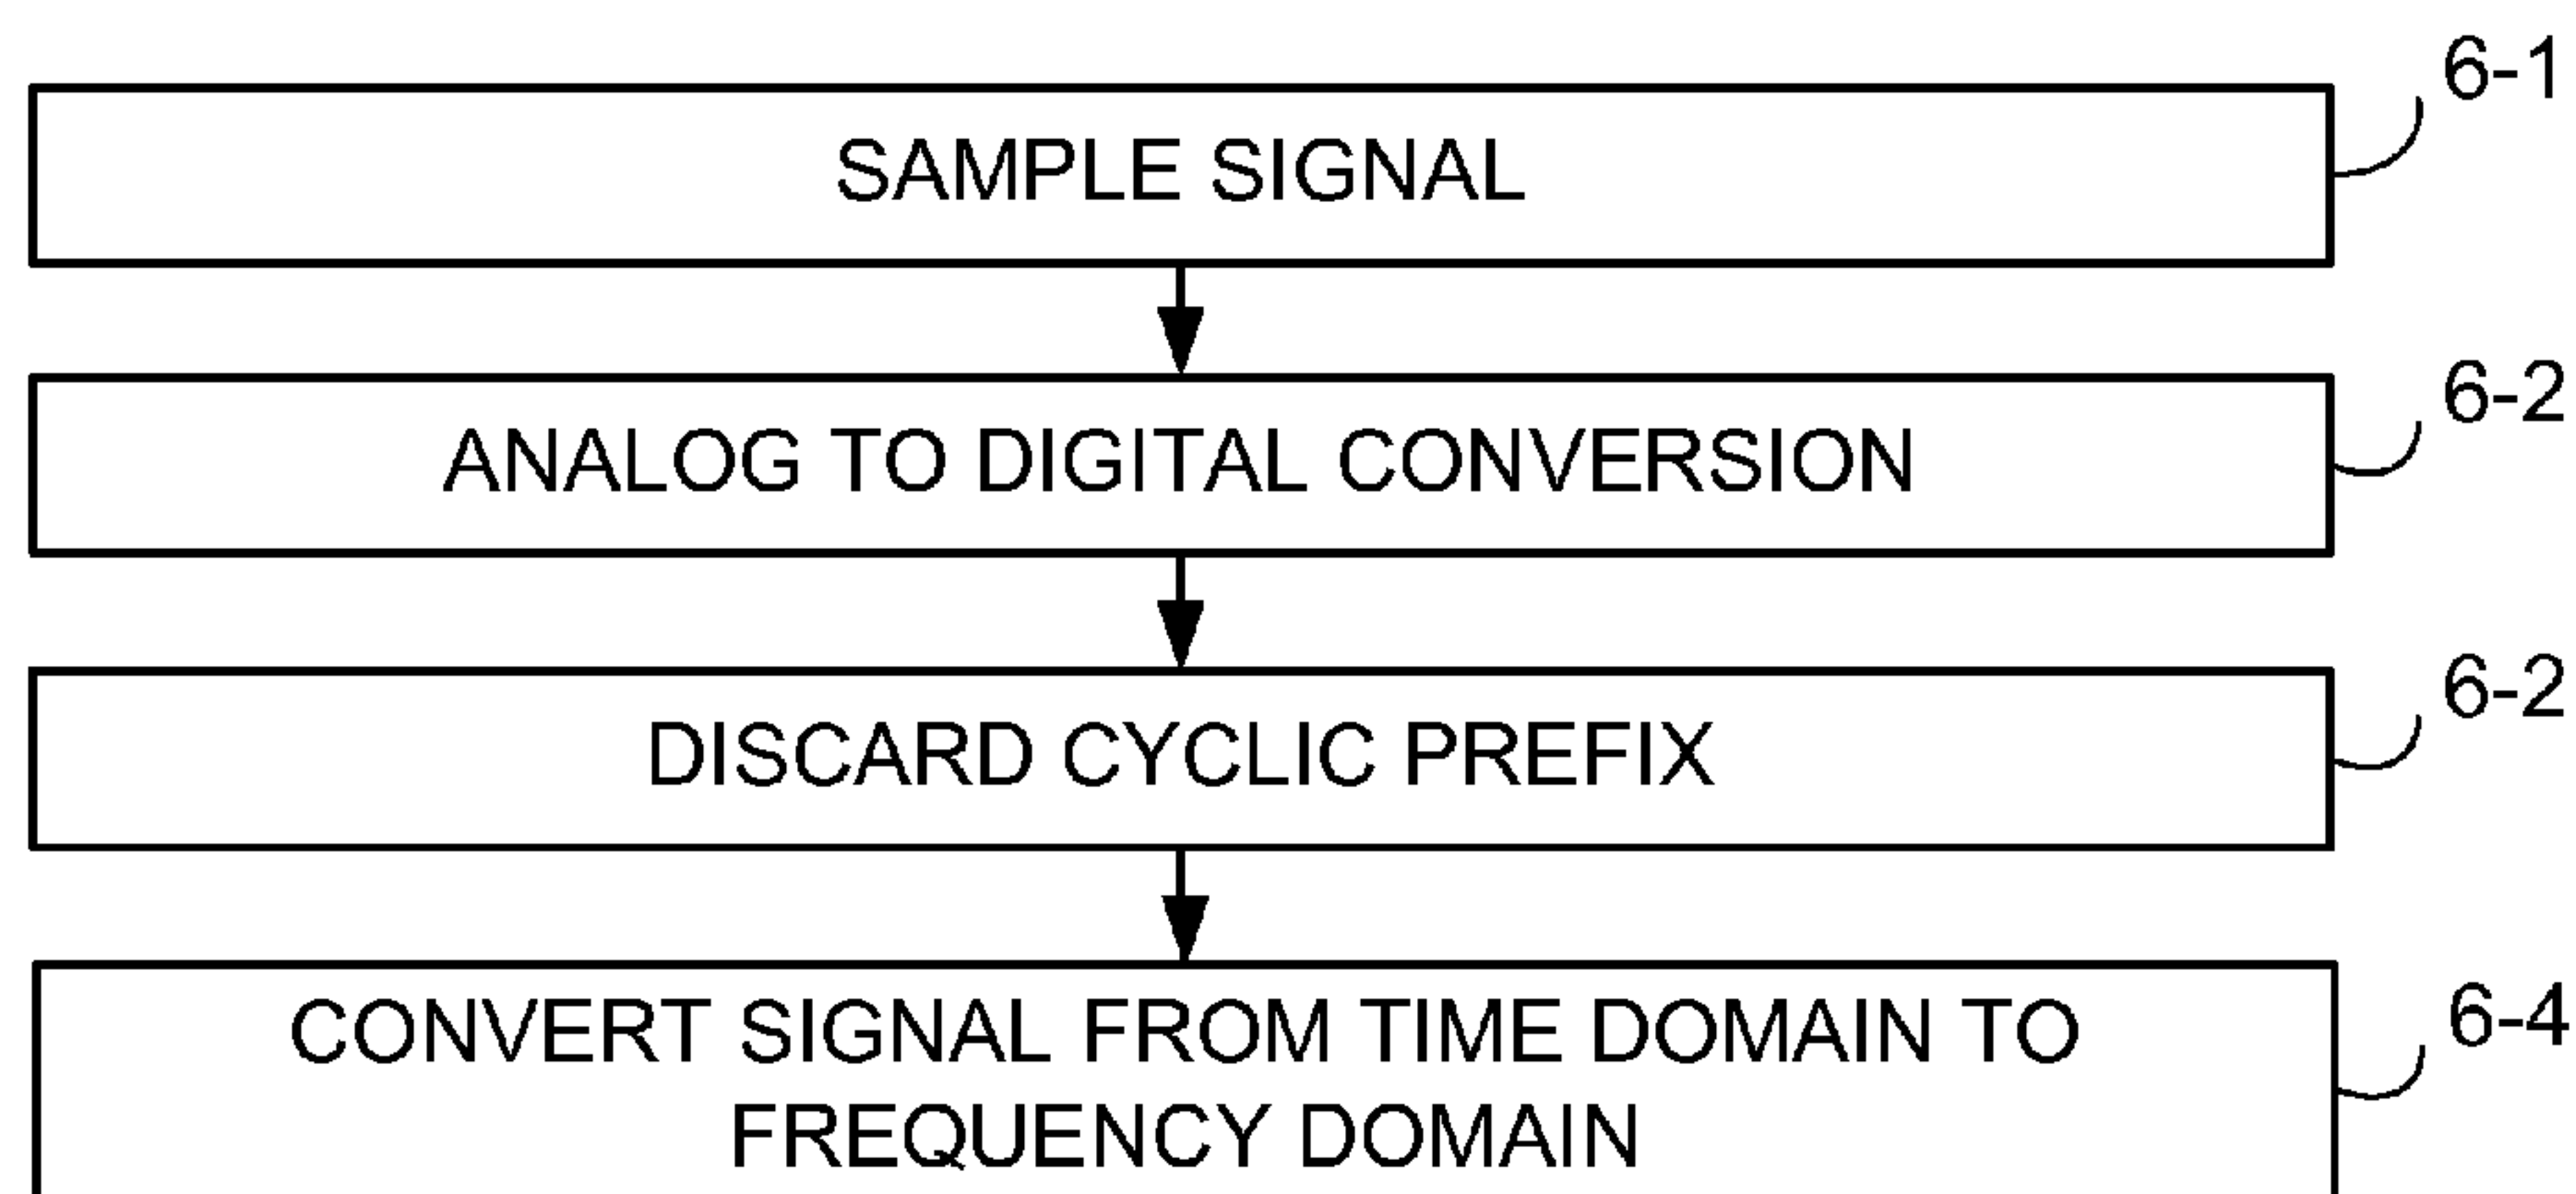 6-1
SAMPLE SIGNAL
6-2
ANALOG TO DIGITAL CONVERSION
6-2
DISCARD CYCLIC PREFIX
6-4
CONVERT SIGNAL FROM TIME DOMAIN TO
FREQUENCY DOMAIN